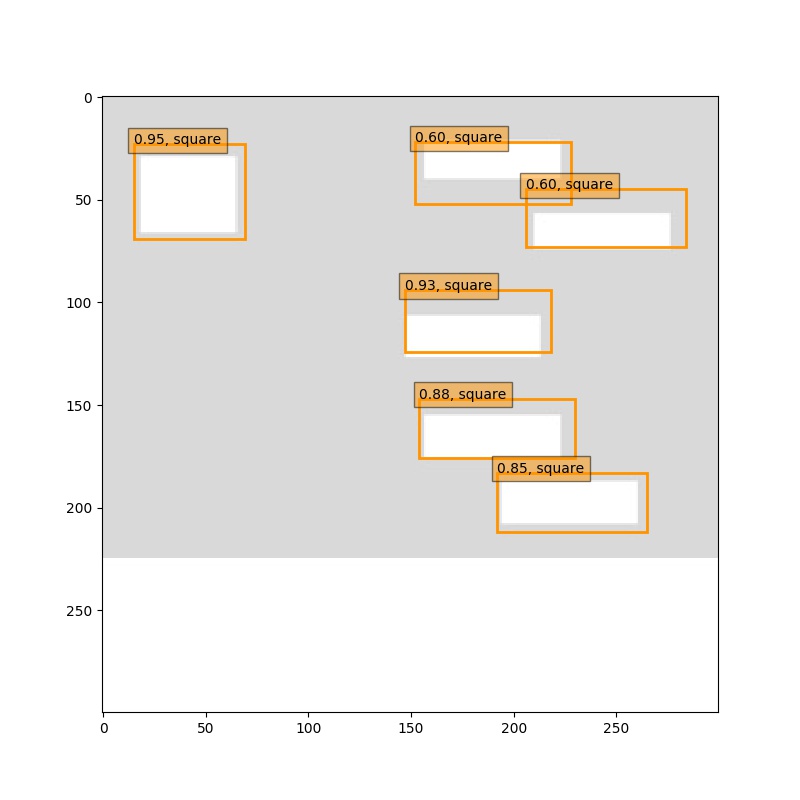 0
0.95, square
0.60, square
0.60, square
50
0.93, square
100
0.88, square
150
0.85, square
200
250
0 50 100 150 200 250